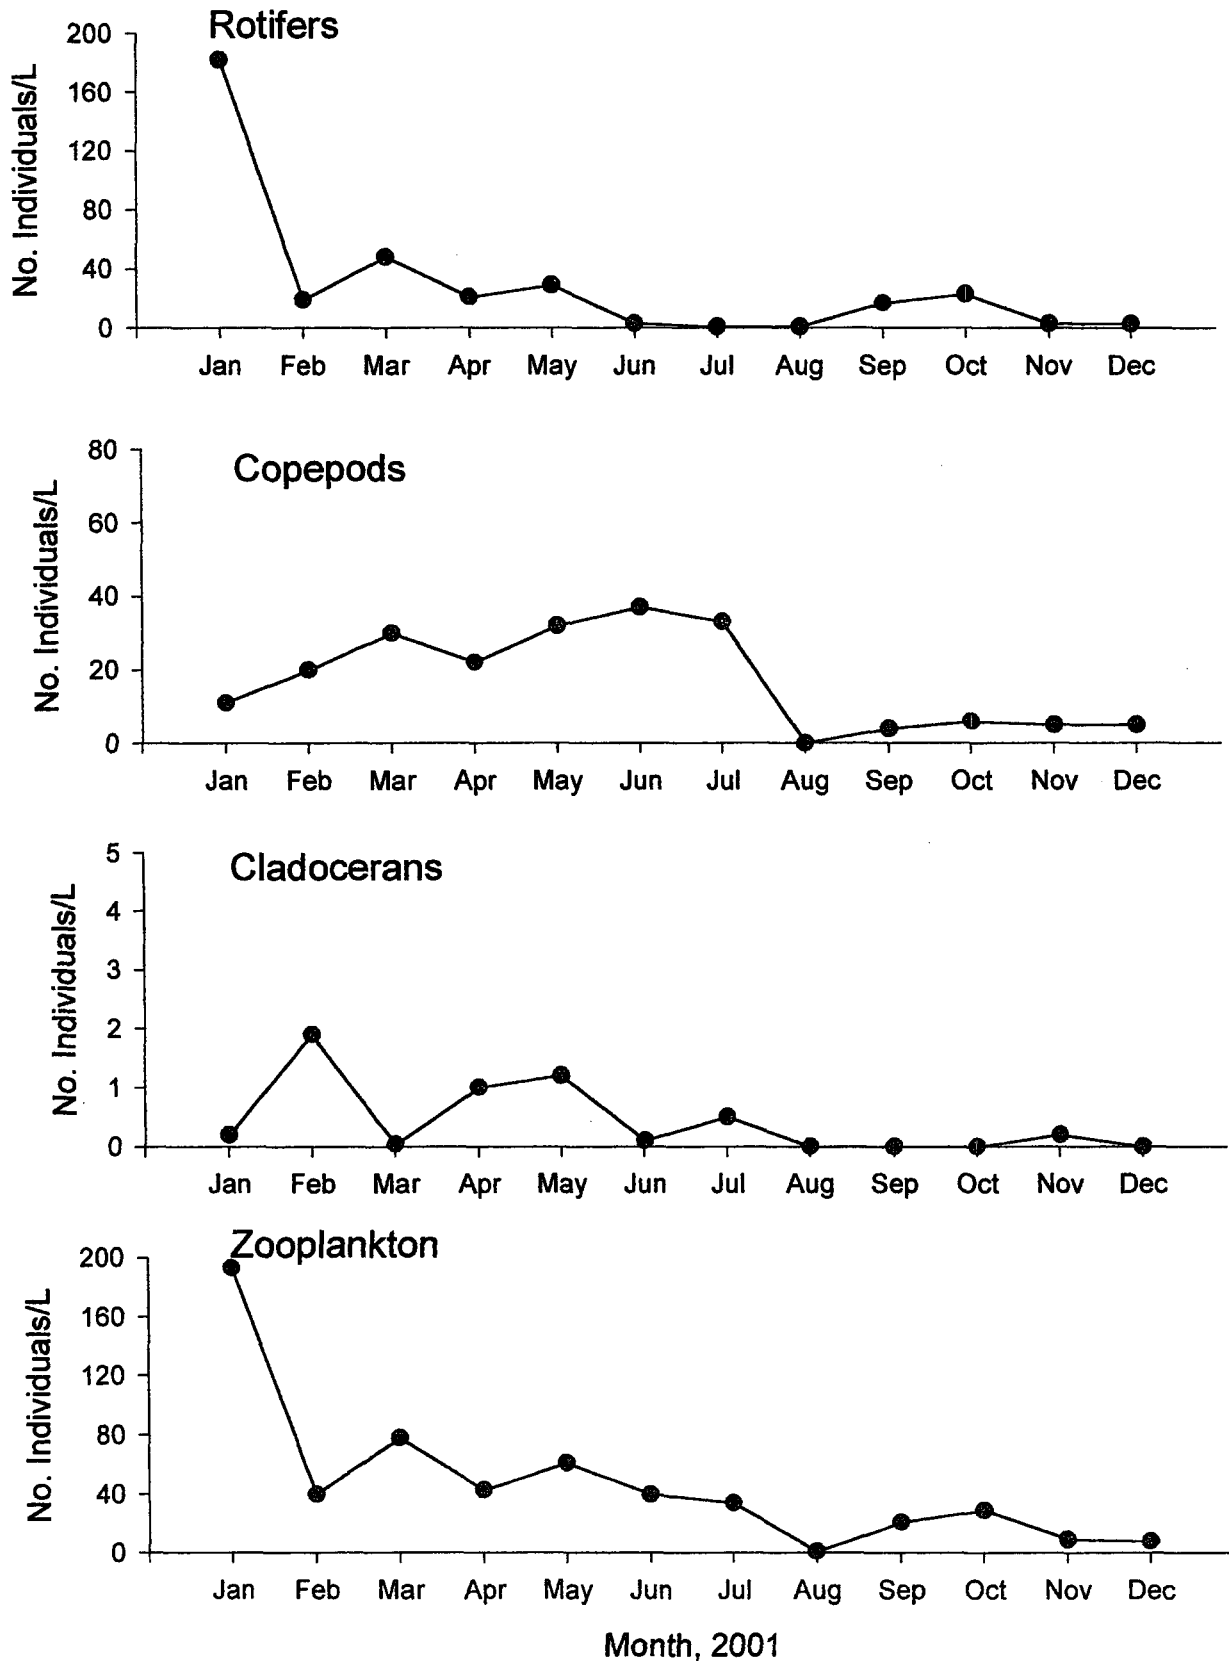 Rotifers
No. Individuals/L
200
160
120
80
40
0
Jan Feb Mar Apr May Jun Jul Aug Sep Oct Nov Dec
Copepods
No. Individuals/L
80
60
40
20
0
Jan Feb Mar Apr May Jun Jul Aug Sep Oct Nov Dec
Cladocerans
No. Individuals/L
5
4
3
2
1
0
Jan Feb Mar Apr May Jun Jul Aug Sep Oct Nov Dec
Zooplankton
No. Individuals/L
200
160
120
80
40
0
Jan Feb Mar Apr May Jun Jul Aug Sep Oct Nov Dec
Month, 2001